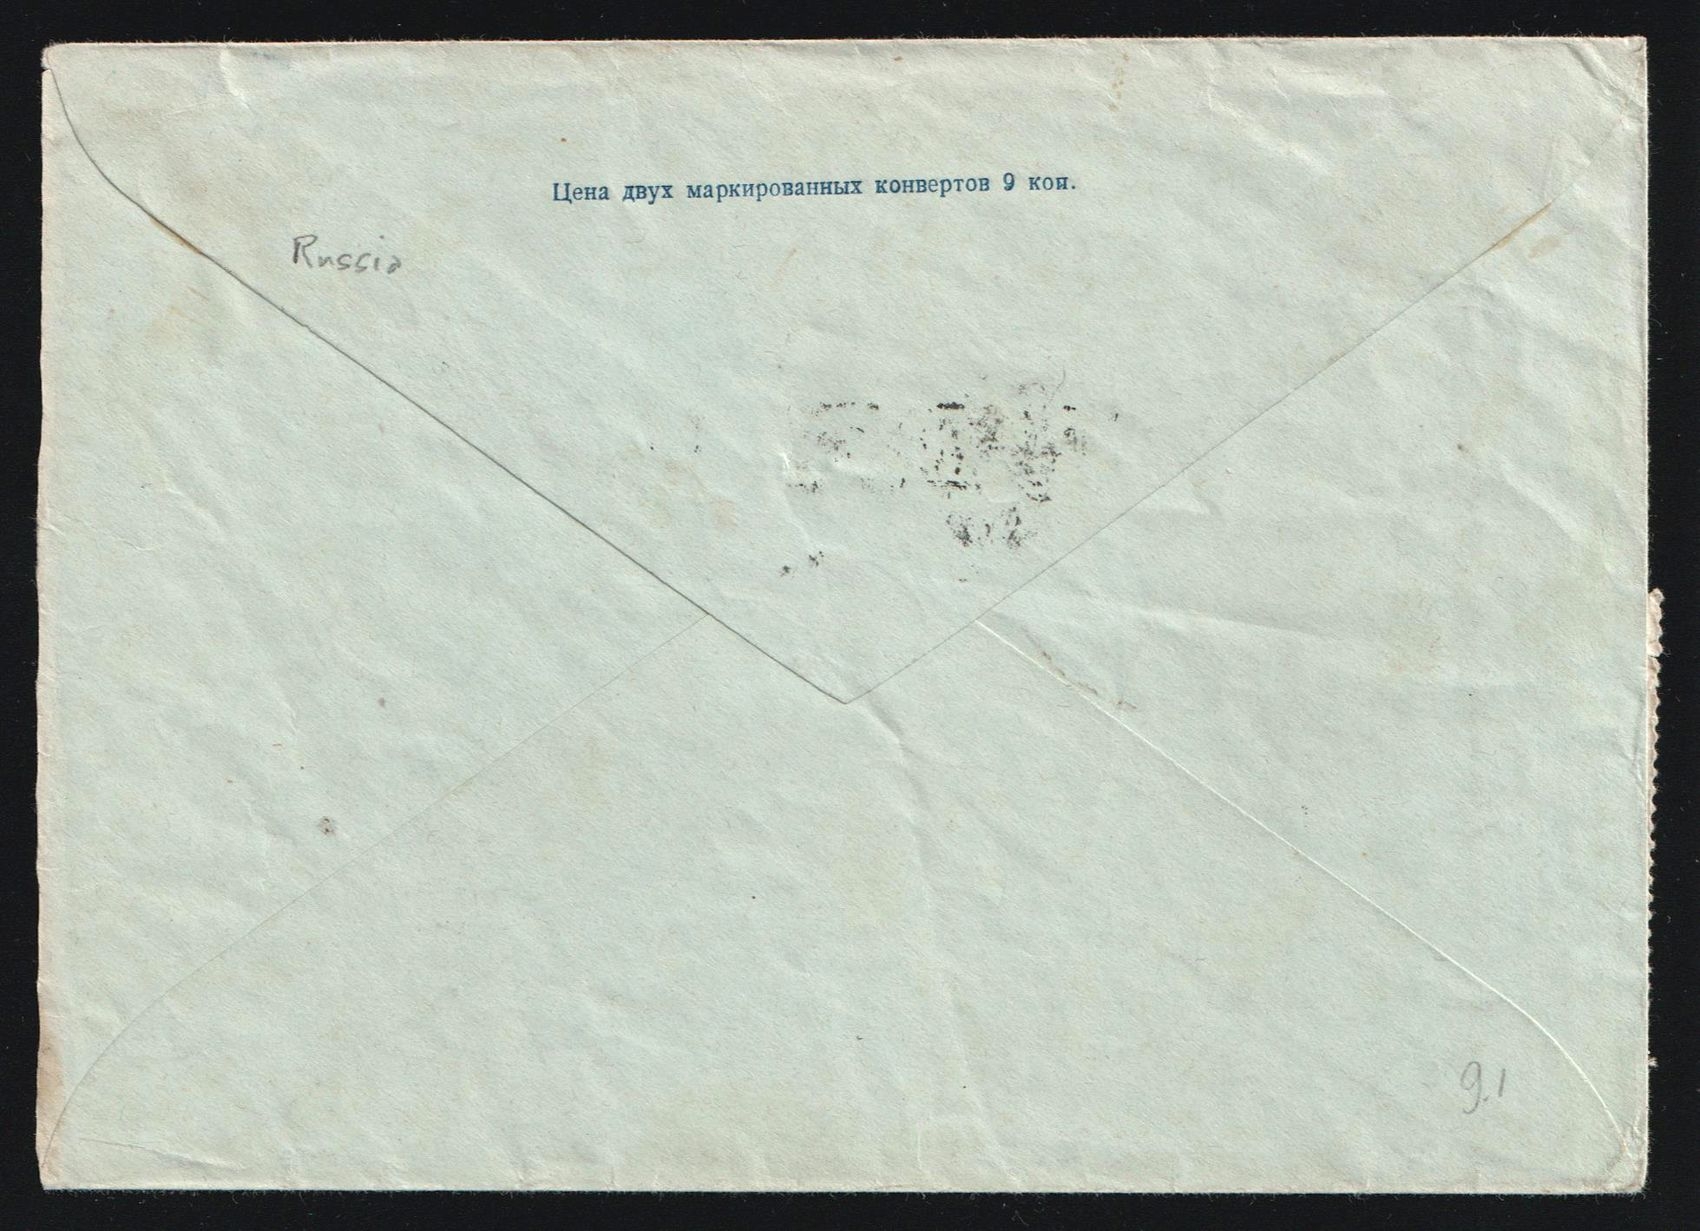 Цена двух маркированных конвертов 9 коп.
Russia
9.1